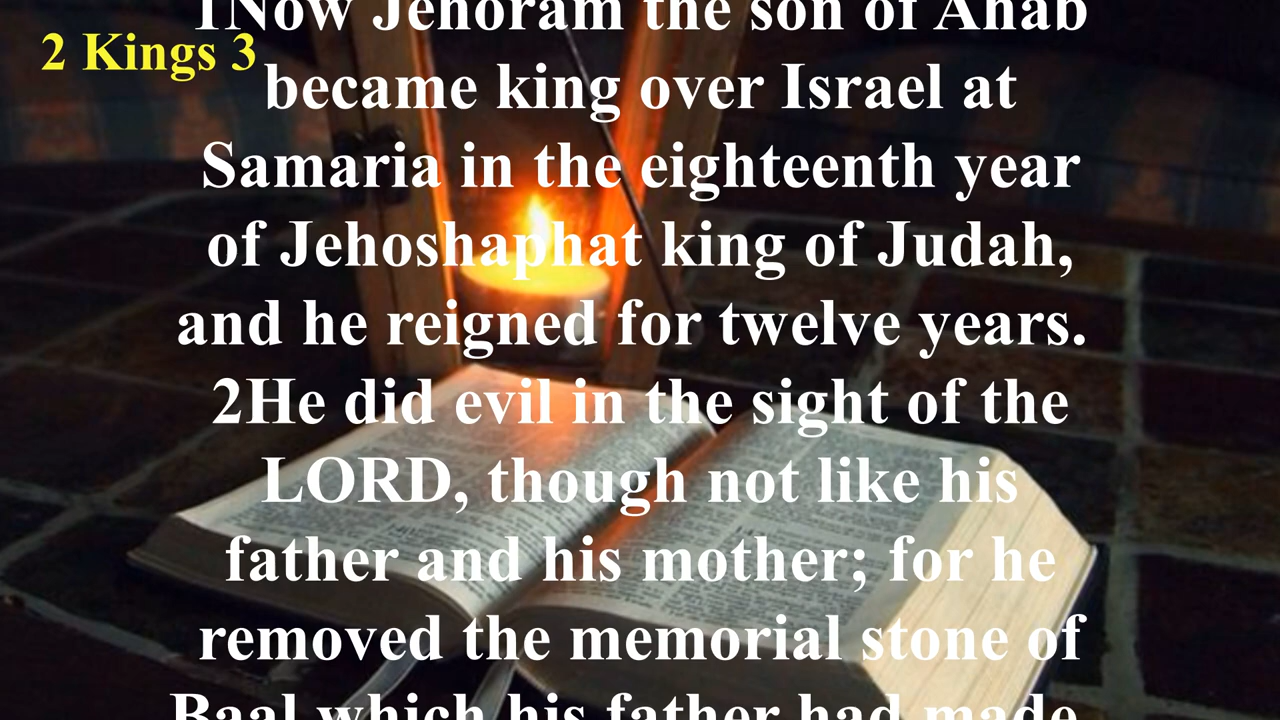 1Now Jehoram the son of Ahab
2 Kings 3
became king over Israel at
Samaria in the eighteenth year
of Jehoshaphat king of Judah,
and he reigned for twelve years.
2He did evil in the sight of the
LORD, though not like his
father and his mother; for he
removed the memorial stone of
Baal which his father had made.